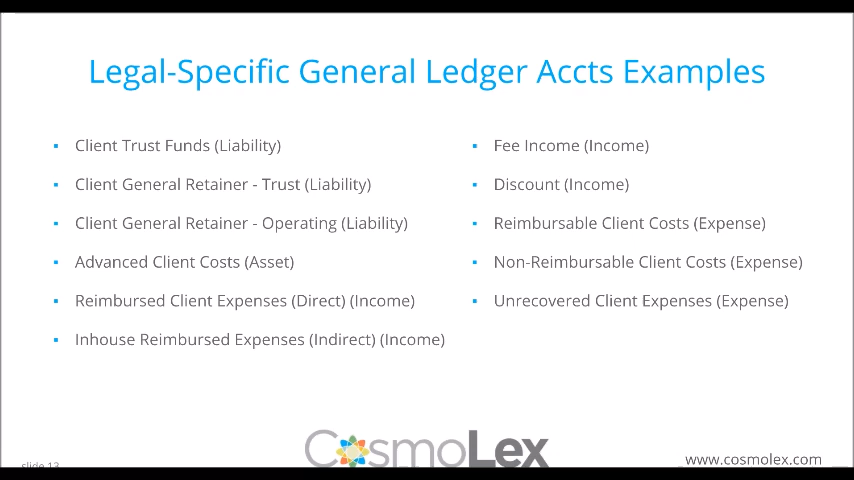 Legal-Specific General Ledger Accts Examples
▪ Client Trust Funds (Liability)
▪ Client General Retainer - Trust (Liability)
▪ Client General Retainer - Operating (Liability)
▪ Advanced Client Costs (Asset)
▪ Reimbursed Client Expenses (Direct) (Income)
▪ Inhouse Reimbursed Expenses (Indirect) (Income)
▪ Fee Income (Income)
▪ Discount (Income)
▪ Reimbursable Client Costs (Expense)
▪ Non-Reimbursable Client Costs (Expense)
▪ Unrecovered Client Expenses (Expense)
slide 13
CosmoLex
www.cosmolex.com